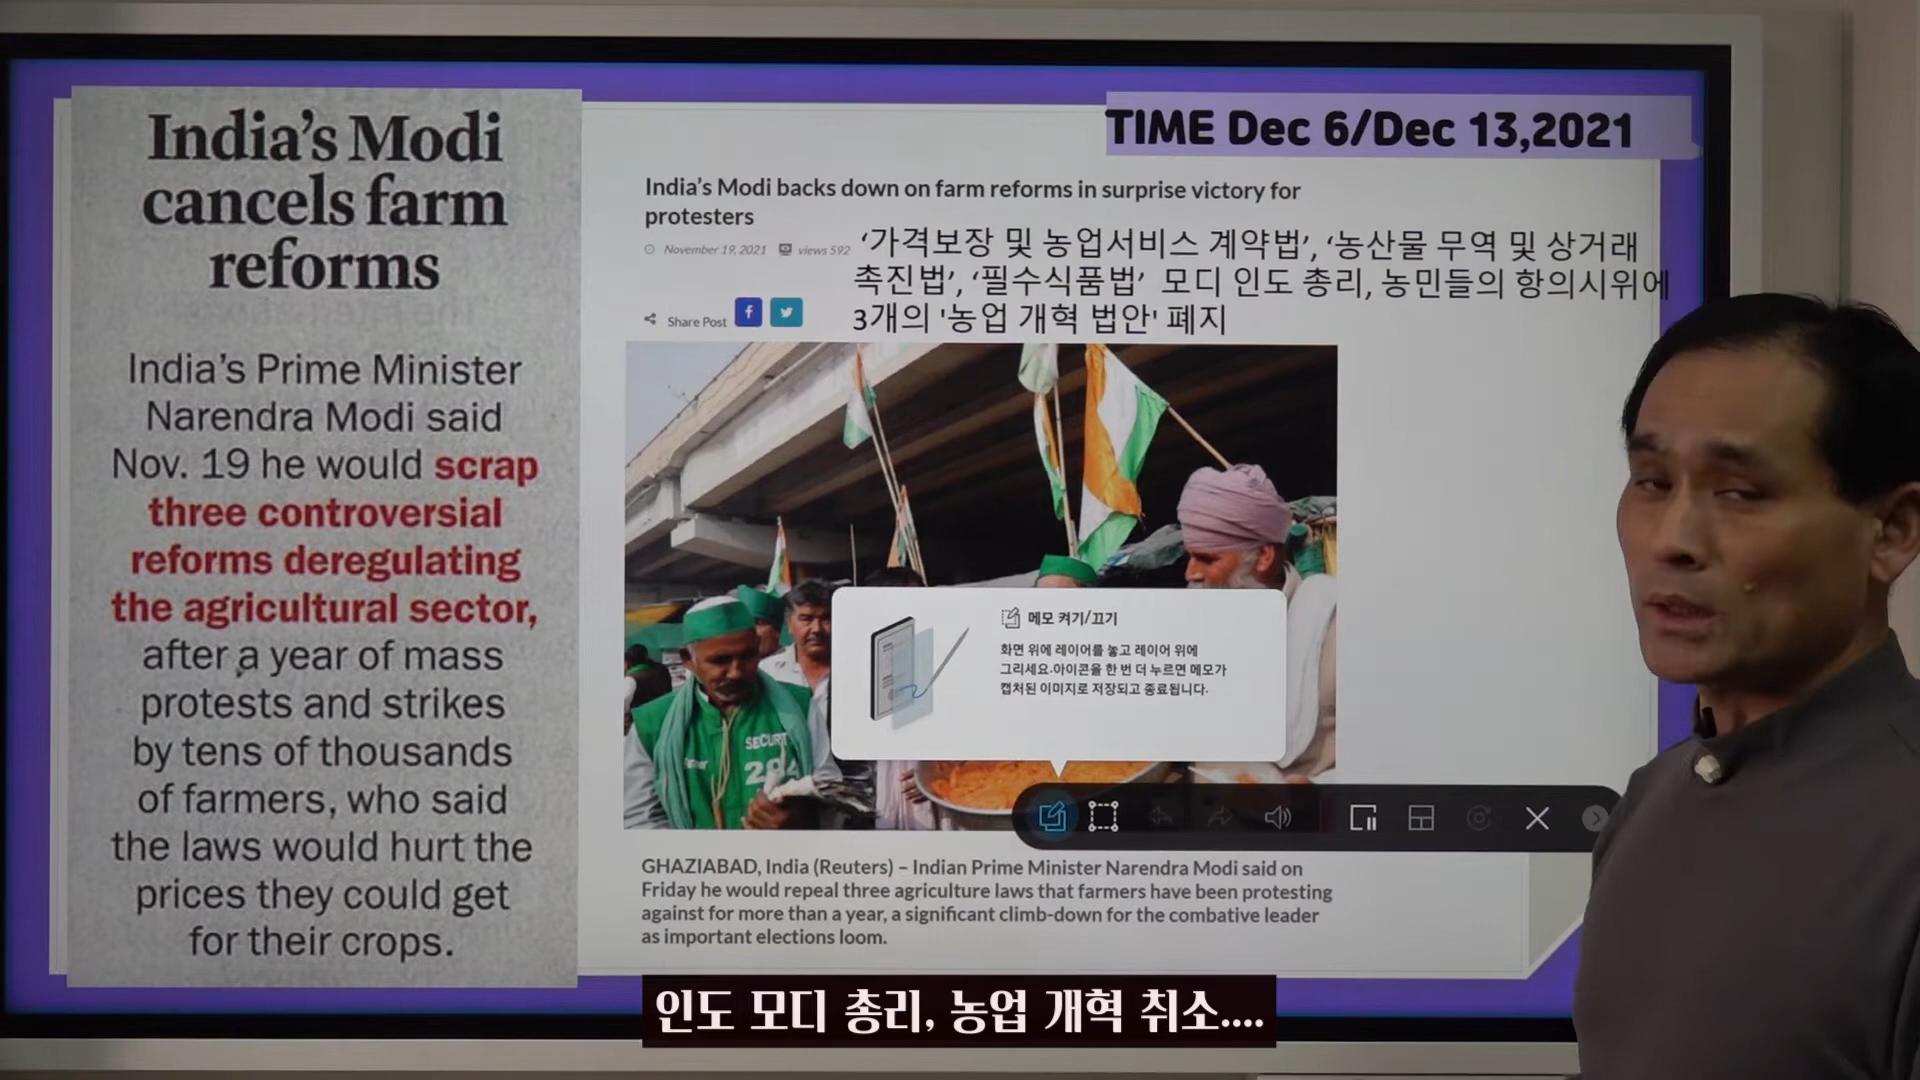 India's Modi
cancels farm
reforms
India's Prime Minister
Narendra Modi said
Nov. 19 he would scrap
three controversial
reforms deregulating
the agricultural sector,
after a year of mass
protests and strikes
by tens of thousands
of farmers, who said
the laws would hurt the
prices they could get
for their crops.
TIME Dec 6/Dec 13,2021
India's Modi backs down on farm reforms in surprise victory for
protesters
November 19, 2021 views 592
'가격보장 및 농업서비스 계약법', '농산물 무역 및 상거래
촉진법', '필수식품법' 모디 인도 총리, 농민들의 항의시위에
3개의 '농업 개혁 법안' 폐지
Share Post
메모 켜기/끄기
화면 위에 레이어를 놓고 레이어 위에
그리세요.아이콘을 한 번 더 누르면 메모가
캡처된 이미지로 저장되고 종료됩니다.
GHAZIABAD, India (Reuters) – Indian Prime Minister Narendra Modi said on
Friday he would repeal three agriculture laws that farmers have been protesting
against for more than a year, a significant climb-down for the combative leader
as important elections loom.
인도 모디 총리, 농업 개혁 취소....